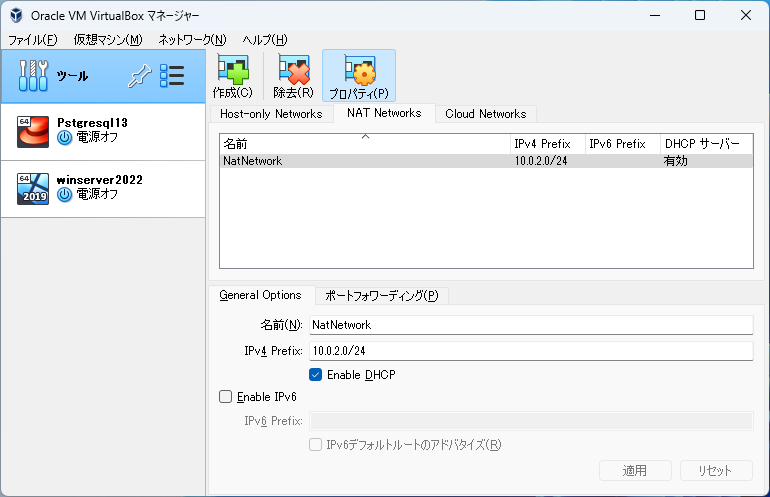 Oracle VM VirtualBox マネージャー
ファイル(F) 仮想マシン(M) ネットワーク(N) ヘルプ(H)
ツール
作成(C) 除去(R) プロパティ(P)
64
Pstgresql13
電源オフ
64
2019
winserver2022
電源オフ
Host-only Networks NAT Networks Cloud Networks
名前 IPv4 Prefix IPv6 Prefix DHCP サーバー
NatNetwork 10.0.2.0/24 有効
General Options ポートフォワーディング(P)
名前(N): NatNetwork
IPv4 Prefix: 10.0.2.0/24
Enable DHCP
Enable IPv6
IPv6 Prefix:
IPv6デフォルトルートのアドバタイズ(R)
適用 リセット